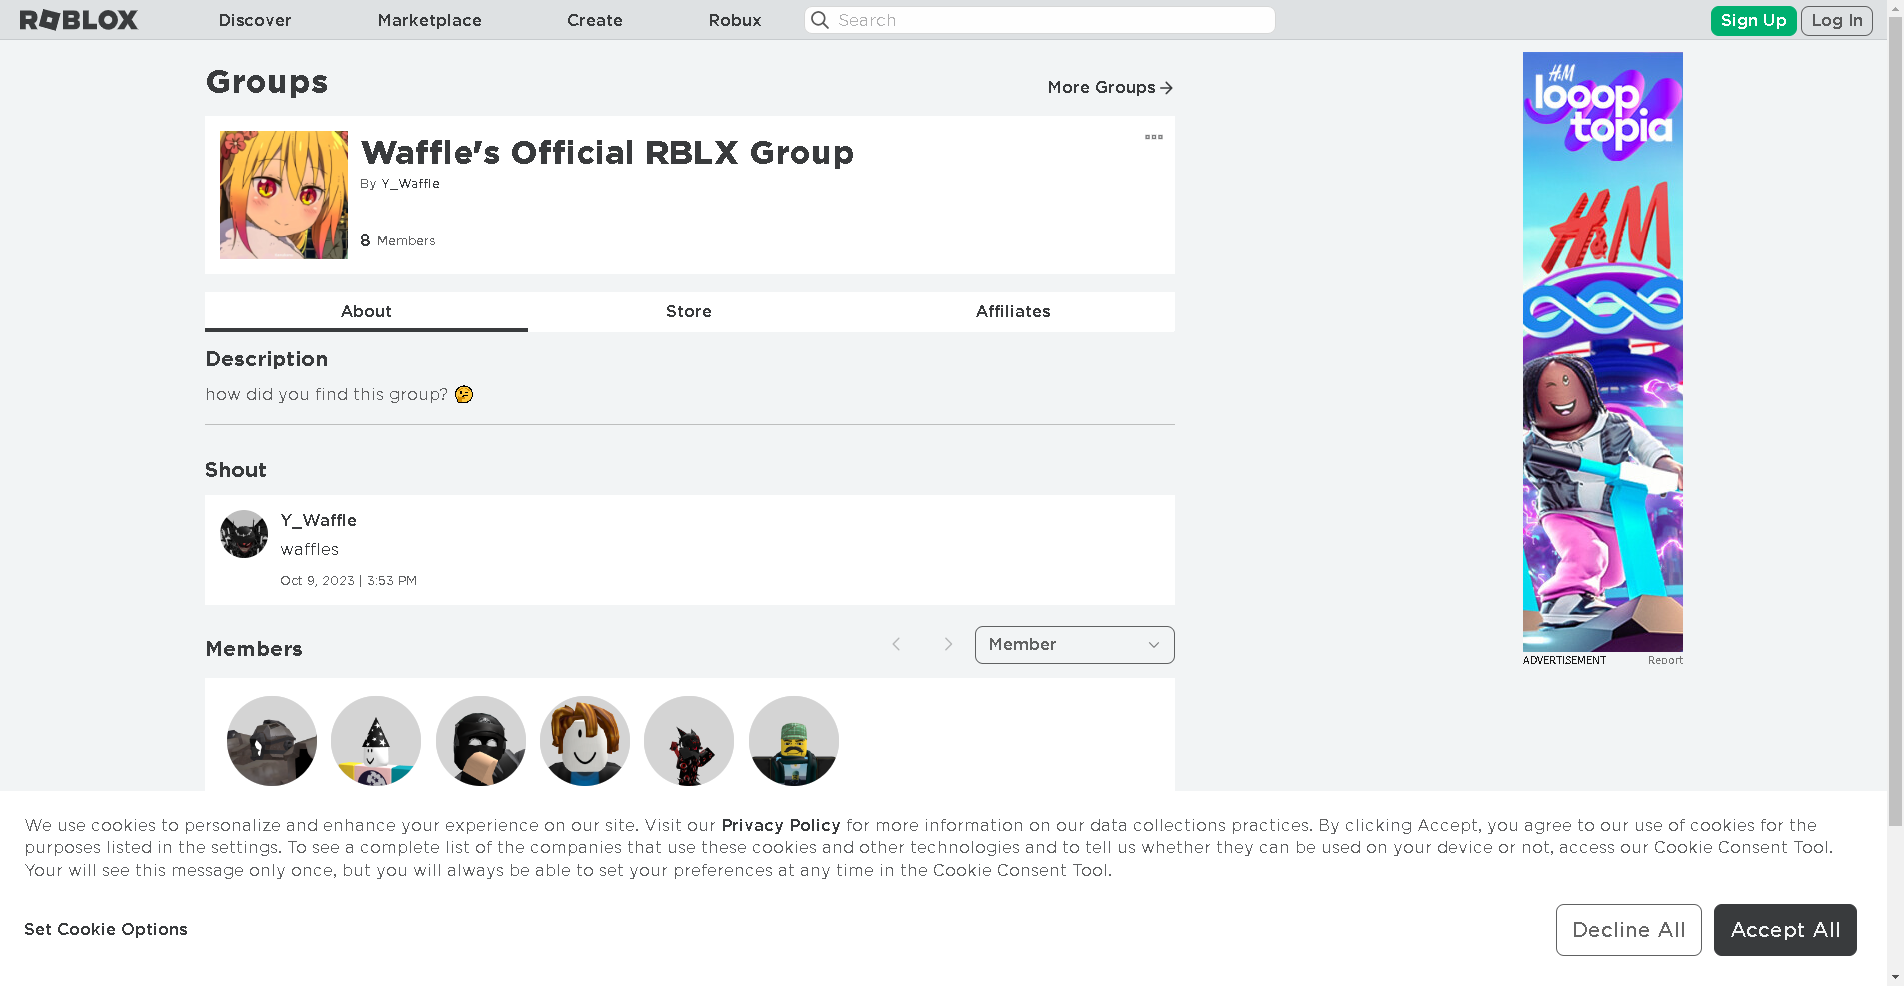 ROBLOX Discover Marketplace Create Robux Search Sign Up Log In
Groups
More Groups
Waffle's Official RBLX Group
By Y_Waffle
8 Members
About Store Affiliates
Description
how did you find this group? 🤔
Shout
Y_Waffle
waffles
Oct 9, 2023 | 3:53 PM
Members
Member
H&M
looop
topia
H&M
ADVERTISEMENT Report
We use cookies to personalize and enhance your experience on our site. Visit our Privacy Policy for more information on our data collections practices. By clicking Accept, you agree to our use of cookies for the
purposes listed in the settings. To see a complete list of the companies that use these cookies and other technologies and to tell us whether they can be used on your device or not, access our Cookie Consent Tool.
Your will see this message only once, but you will always be able to set your preferences at any time in the Cookie Consent Tool.
Set Cookie Options
Decline All Accept All